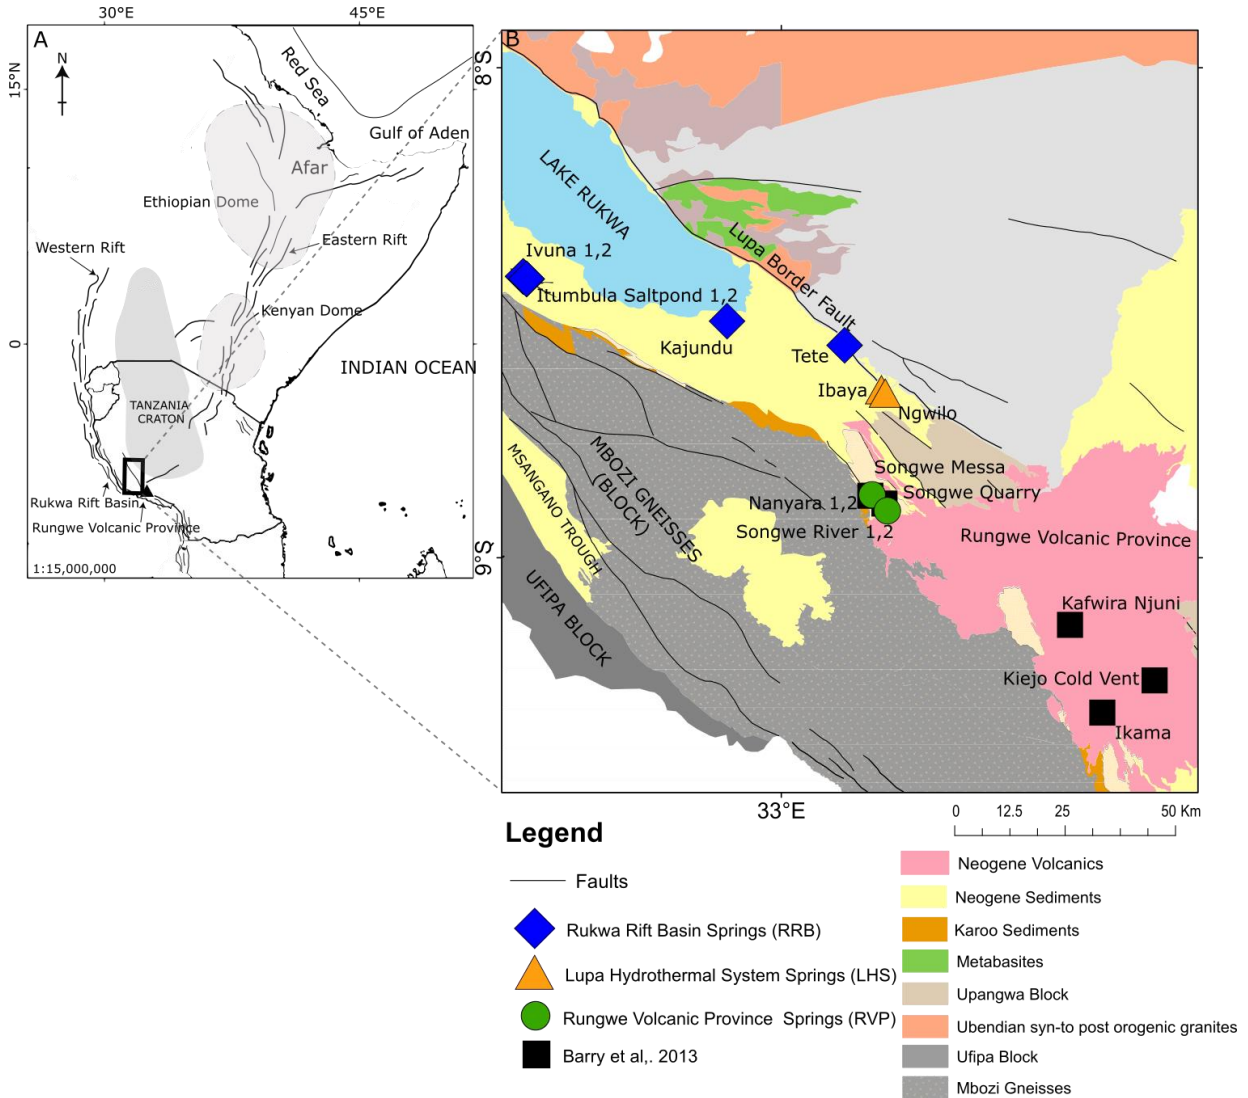 30°E
45°E
A
N
15°N
0
Red Sea
Gulf of Aden
Afar
Ethiopian Dome
Eastern Rift
Western Rift
Kenyan Dome
INDIAN OCEAN
TANZANIA
CRATON
Rukwa Rift Basin
Rungwe Volcanic Province
1:15,000,000
B
8°S
9°S
33°E
LAKE RUKWA
Ivuna 1,2
Itumbula Saltpond 1,2
Lupa Border Fault
Kajundu
Tete
Ibaya
Ngwilo
MBOZI GNEISSES
(BLOCK)
MSANGANO TROUGH
UFIPA BLOCK
Songwe Messa
Nanyara 1,2
Songwe Quarry
Songwe River 1,2
Rungwe Volcanic Province
Kafwira Njuni
Kiejo Cold Vent
Ikama
0 12.5 25 50 Km
Legend
Faults
Rukwa Rift Basin Springs (RRB)
Lupa Hydrothermal System Springs (LHS)
Rungwe Volcanic Province Springs (RVP)
Barry et al,. 2013
Neogene Volcanics
Neogene Sediments
Karoo Sediments
Metabasites
Upangwa Block
Ubendian syn-to post orogenic granites
Ufipa Block
Mbozi Gneisses